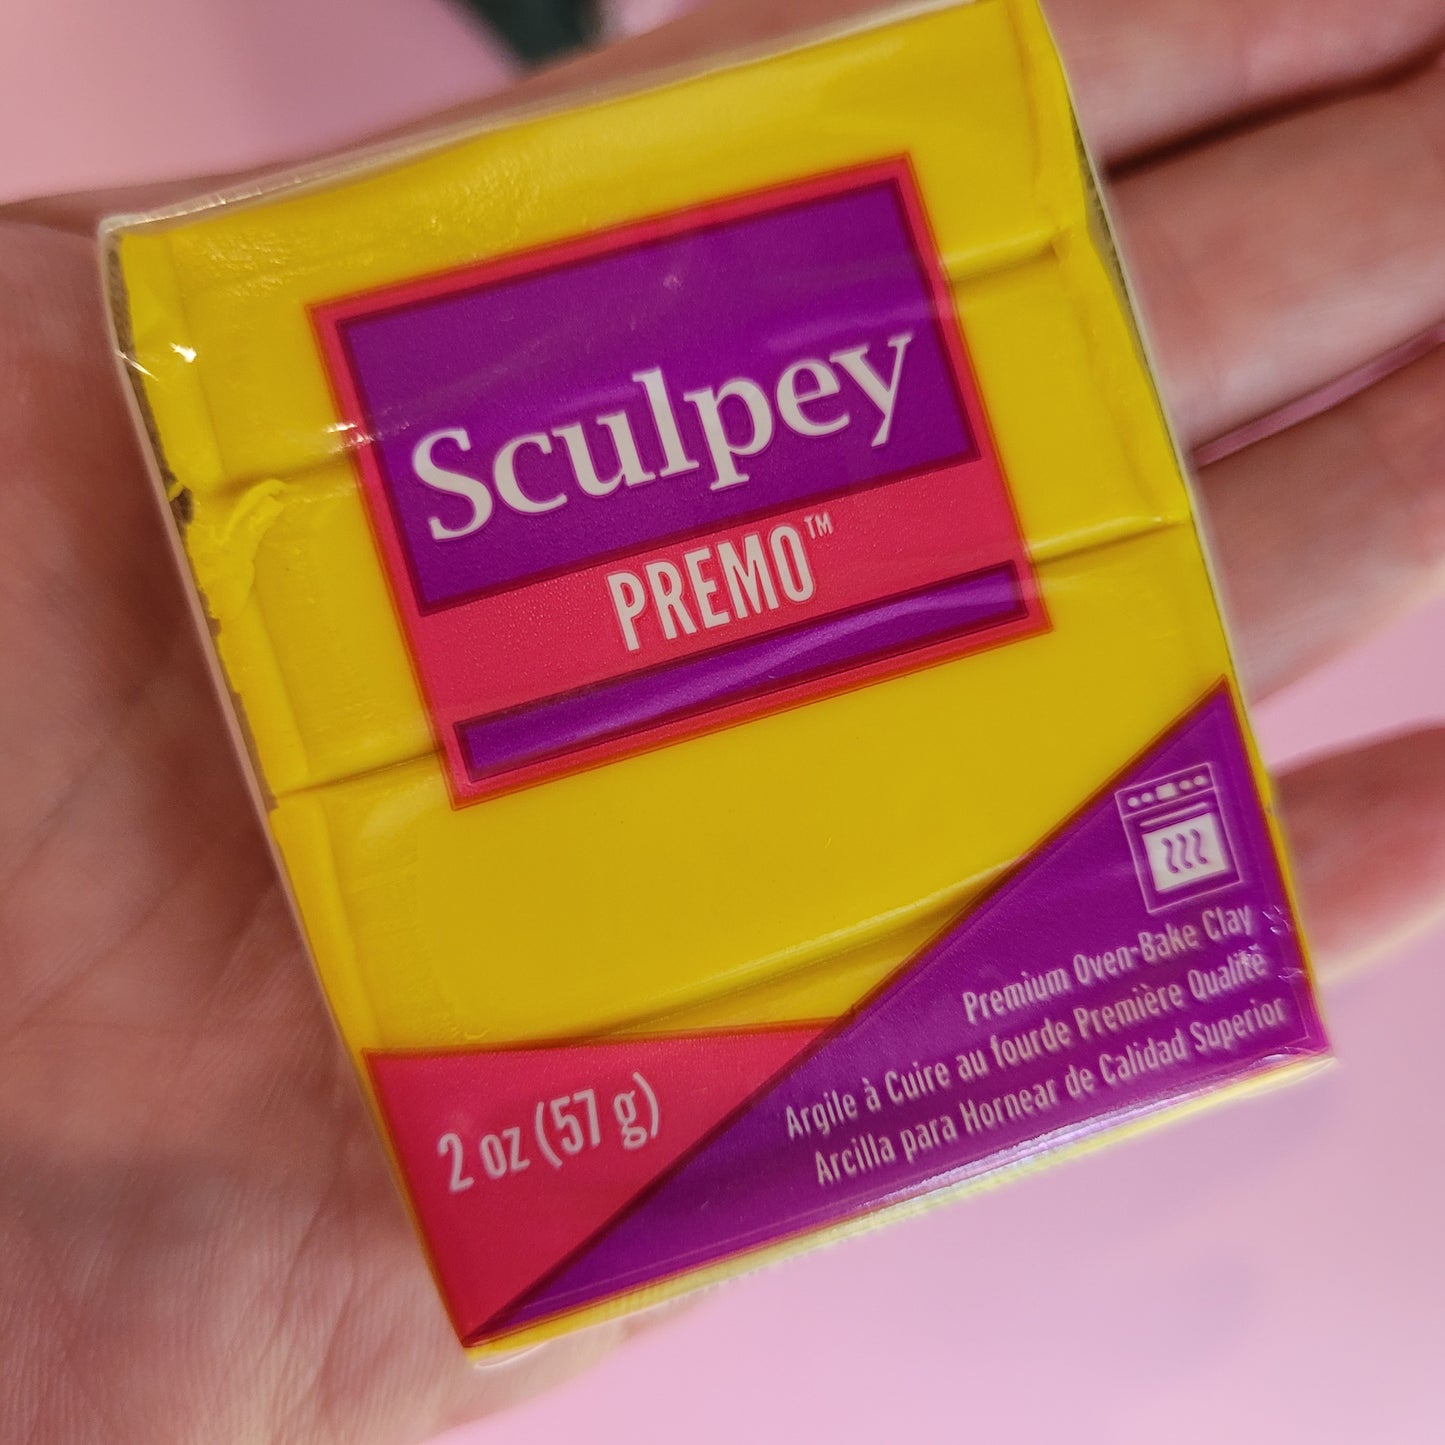 Sculpey
PREMO™
Premium Oven-Bake Clay
Argile à Cuire au fourde Première Qualité
Arcilla para Hornear de Calidad Superior
2 oz (57 g)